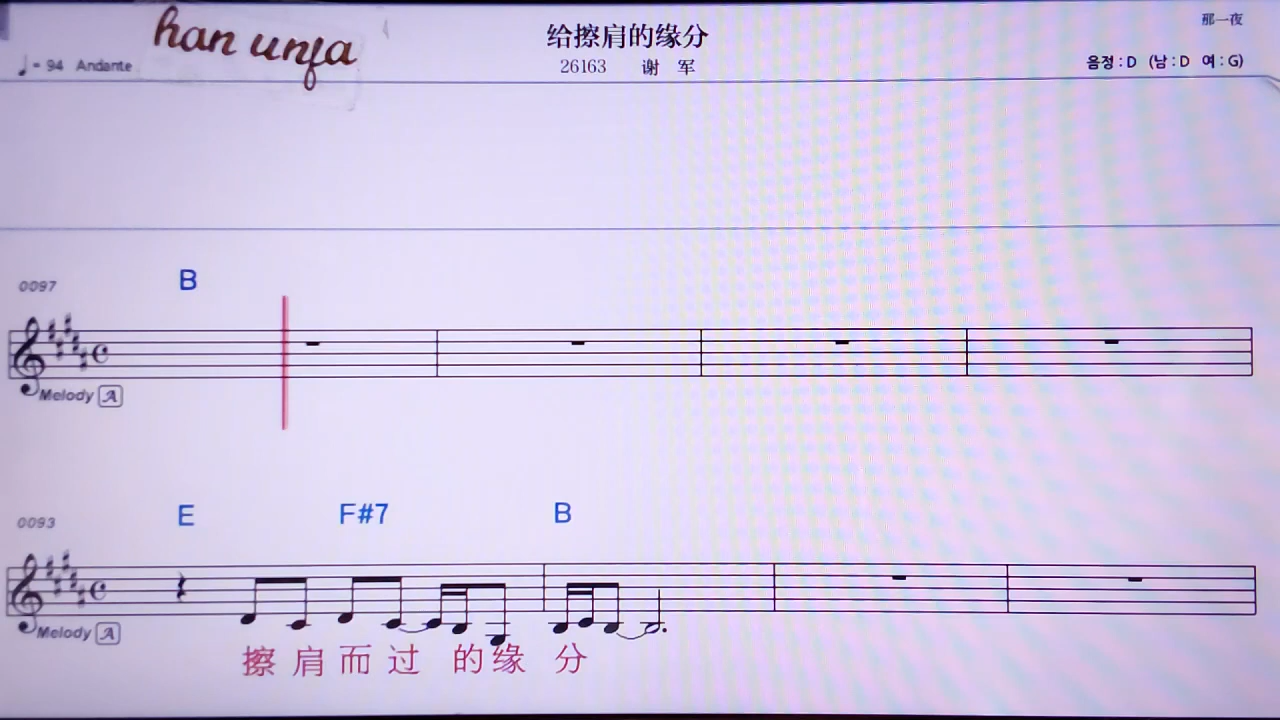 han unfa
给擦肩的缘分
那一夜
♩= 94 Andante
26163 谢 军
음정 : D (남 : D 여 : G)
0097
B
Melody A
0093
E F#7 B
Melody A
擦 肩 而 过 的 缘 分